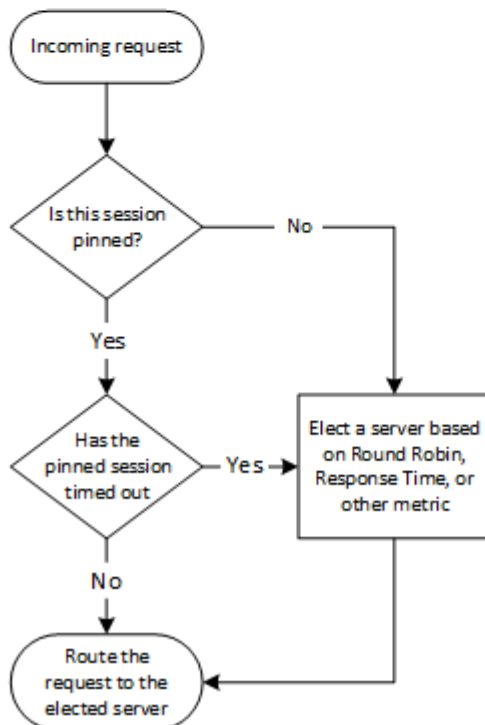 Incoming request
Is this session
pinned?
No
Yes
Has the
pinned session
timed out
Yes
Elect a server based
on Round Robin,
Response Time, or
other metric
No
Route the
request to the
elected server